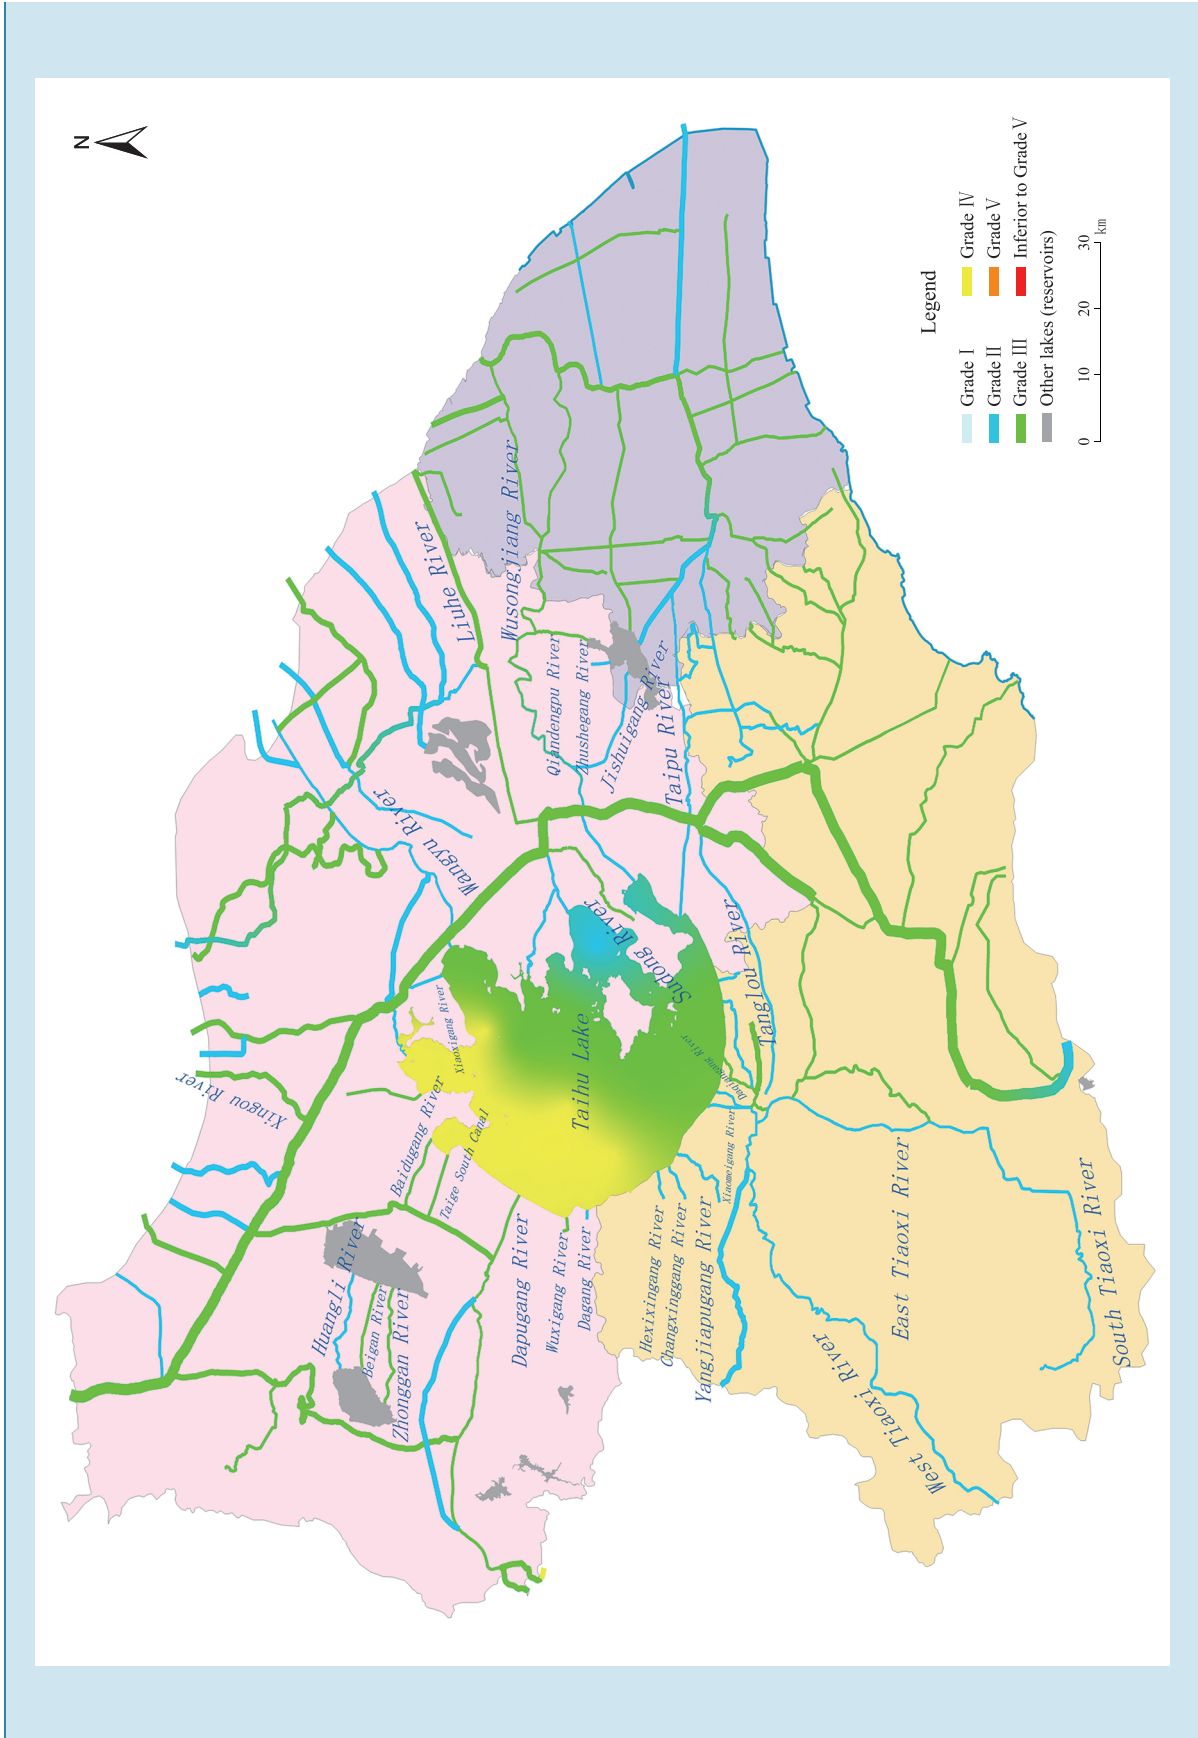 N
Legend
Grade I
Grade II
Grade III
Other lakes (reservoirs)
Grade IV
Grade V
Inferior to Grade V
0 10 20 30
km
Liuhe River
Wusongjiang River
Qiandengpu River
Zhushegang River
Jishuigang River
Taipu River
Wangyu River
Sudong River
Tanglou River
Taihu Lake
Daqiangang River
Xiaomeigang River
Xiaoxigang River
Xingou River
Baidugang River
Taige South Canal
Huangli River
Beigan River
Zhonggan River
Dapugang River
Wuxigang River
Dagang River
Hexixingang River
Changxinggang River
Yangjiapugang River
East Tiaoxi River
West Tiaoxi River
South Tiaoxi River